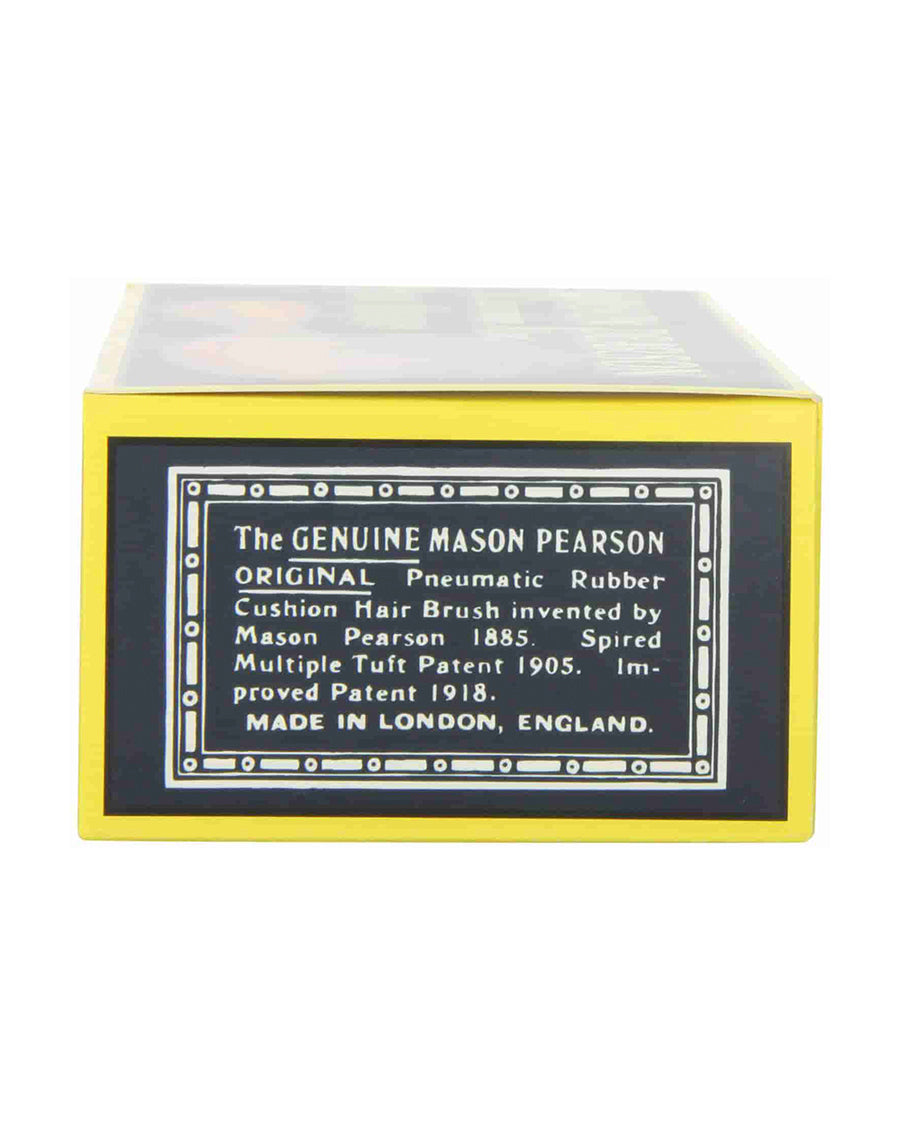 The GENUINE MASON PEARSON
ORIGINAL Pneumatic Rubber
Cushion Hair Brush invented by
Mason Pearson 1885. Spired
Multiple Tuft Patent 1905. Im-
proved Patent 1918.
MADE IN LONDON, ENGLAND.